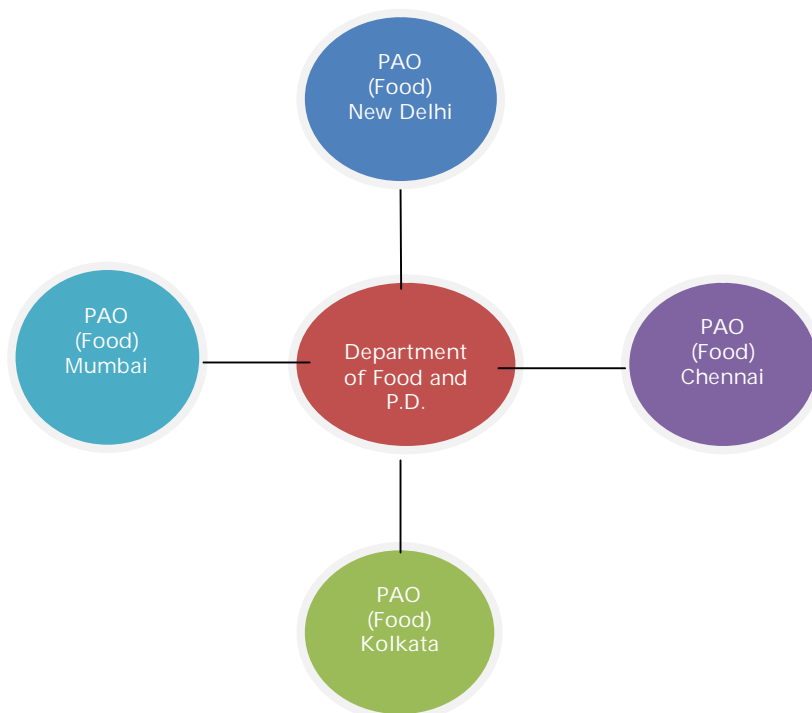 PAO
(Food)
New Delhi
PAO
(Food)
Mumbai
Department
of Food and
P.D.
PAO
(Food)
Chennai
PAO
(Food)
Kolkata